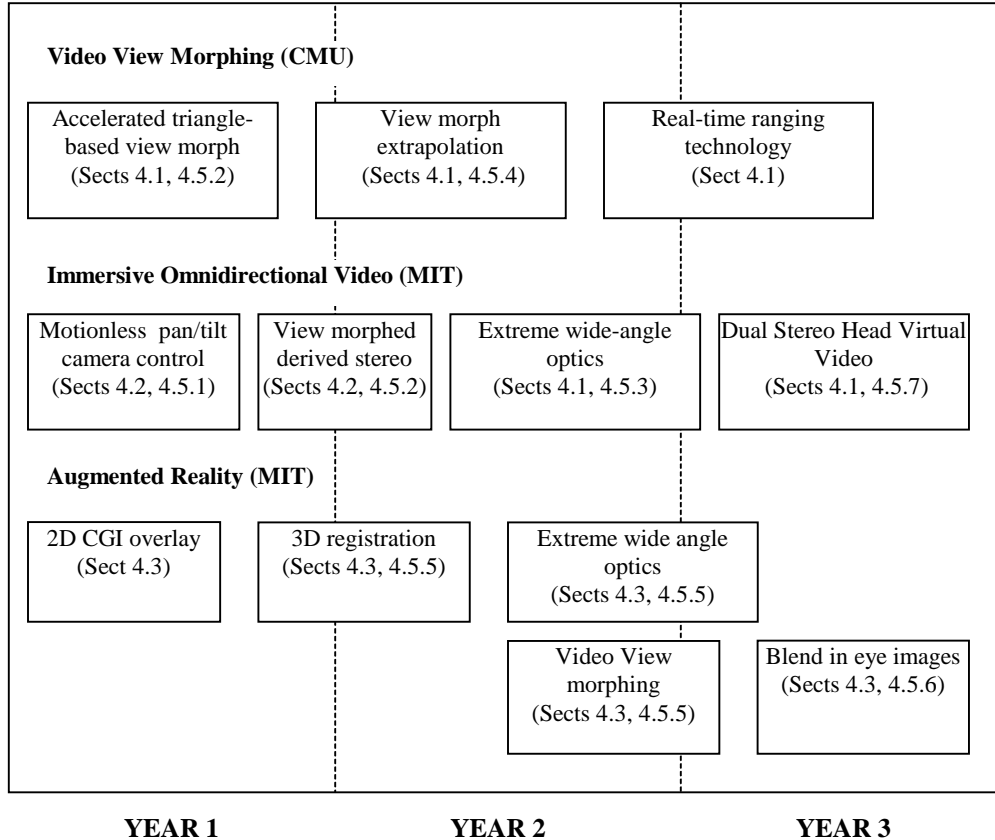 Video View Morphing (CMU)
Accelerated triangle-
based view morph
(Sects 4.1, 4.5.2)
View morph
extrapolation
(Sects 4.1, 4.5.4)
Real-time ranging
technology
(Sect 4.1)
Immersive Omnidirectional Video (MIT)
Motionless pan/tilt
camera control
(Sects 4.2, 4.5.1)
View morphed
derived stereo
(Sects 4.2, 4.5.2)
Extreme wide-angle
optics
(Sects 4.1, 4.5.3)
Dual Stereo Head Virtual
Video
(Sects 4.1, 4.5.7)
Augmented Reality (MIT)
2D CGI overlay
(Sect 4.3)
3D registration
(Sects 4.3, 4.5.5)
Extreme wide angle
optics
(Sects 4.3, 4.5.5)
Video View
morphing
(Sects 4.3, 4.5.5)
Blend in eye images
(Sects 4.3, 4.5.6)
YEAR 1
YEAR 2
YEAR 3